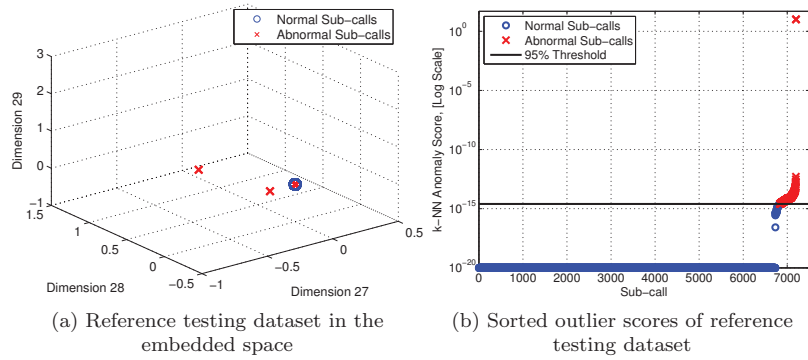 Normal Sub-calls
Abnormal Sub-calls
3
2
1
0
−1
Dimension 29
1.5
1
0.5
0
−0.5
Dimension 28
−1
−0.5
0
0.5
Dimension 27
(a) Reference testing dataset in the
embedded space
Normal Sub-calls
Abnormal Sub-calls
95% Threshold
k-NN Anomaly Score, [Log Scale]
10^0
10^−5
10^−10
10^−15
10^−20
0 1000 2000 3000 4000 5000 6000 7000
Sub-call
(b) Sorted outlier scores of reference
testing dataset